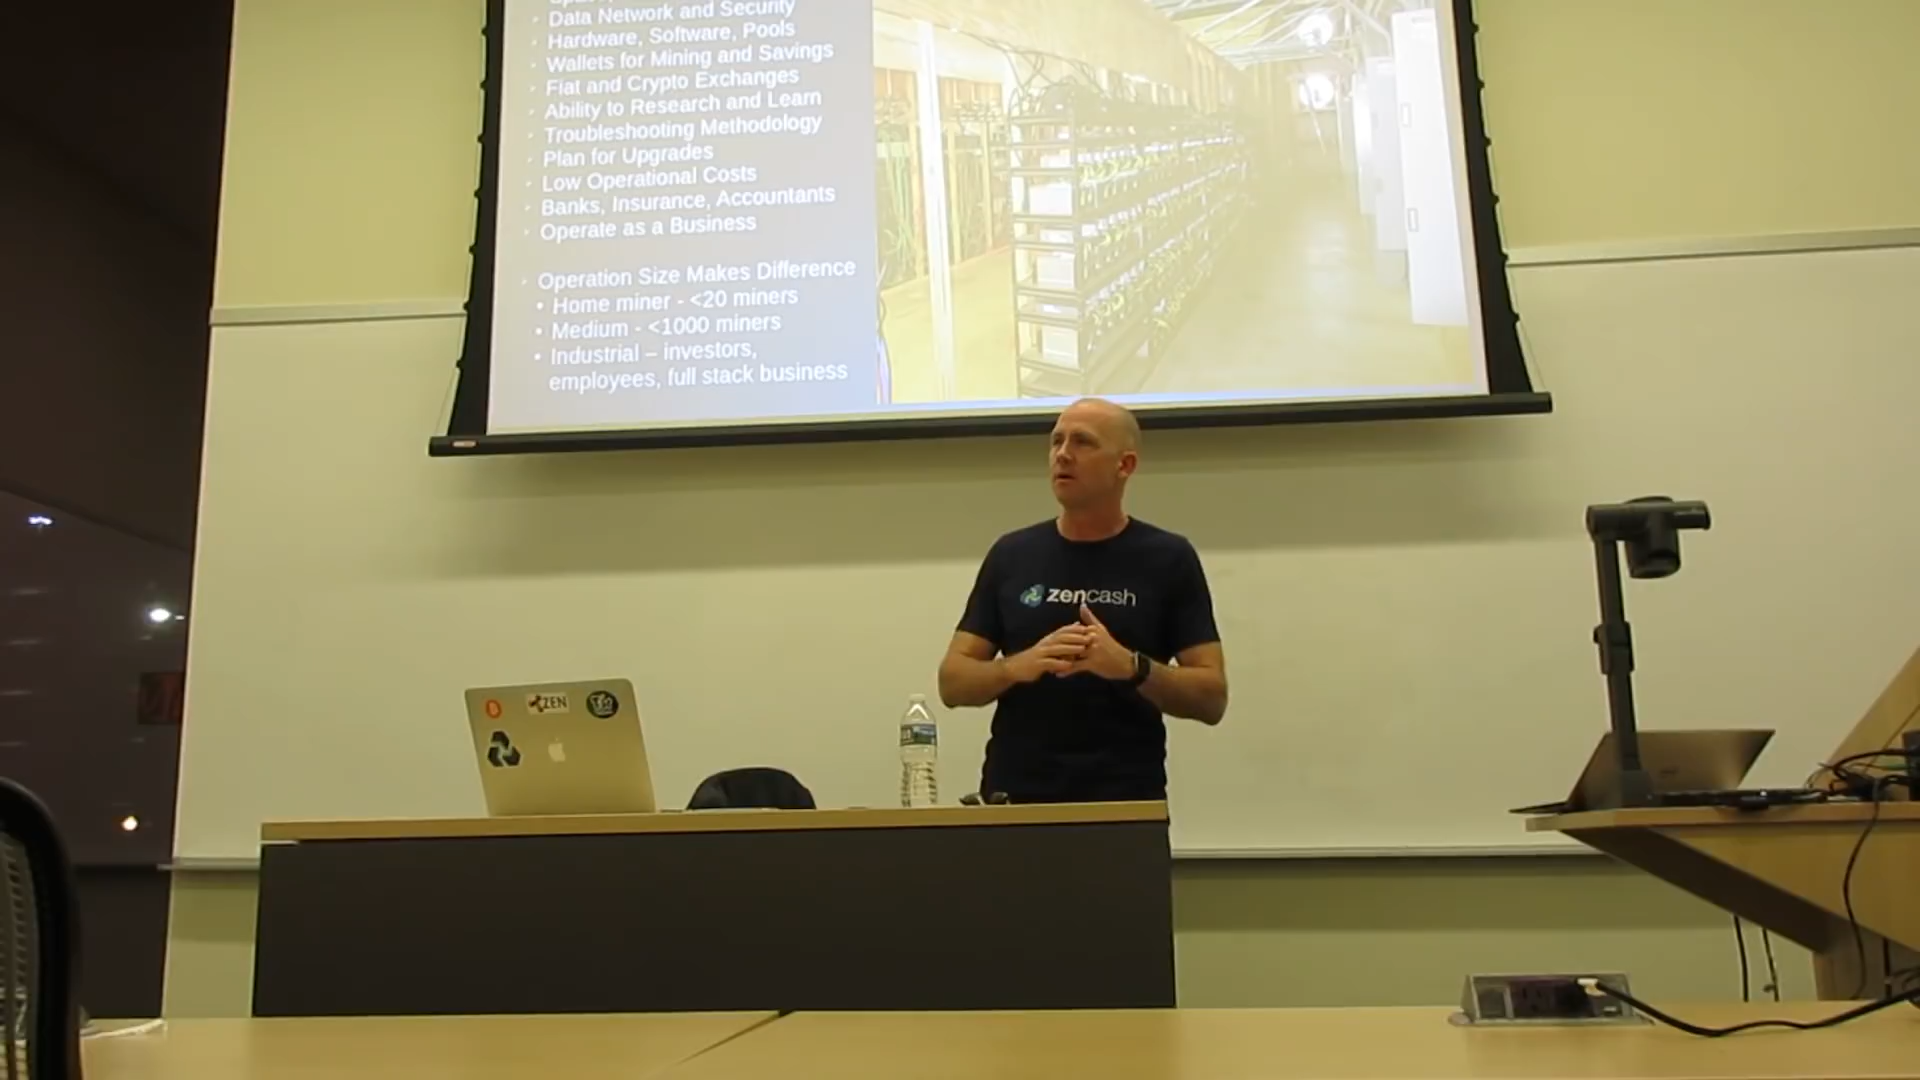 Data Network and Security
Hardware, Software, Pools
Wallets for Mining and Savings
Fiat and Crypto Exchanges
Ability to Research and Learn
Troubleshooting Methodology
Plan for Upgrades
Low Operational Costs
Banks, Insurance, Accountants
Operate as a Business
Operation Size Makes Difference
Home miner - <20 miners
Medium - <1000 miners
Industrial – investors,
employees, full stack business
zencash
ZEN